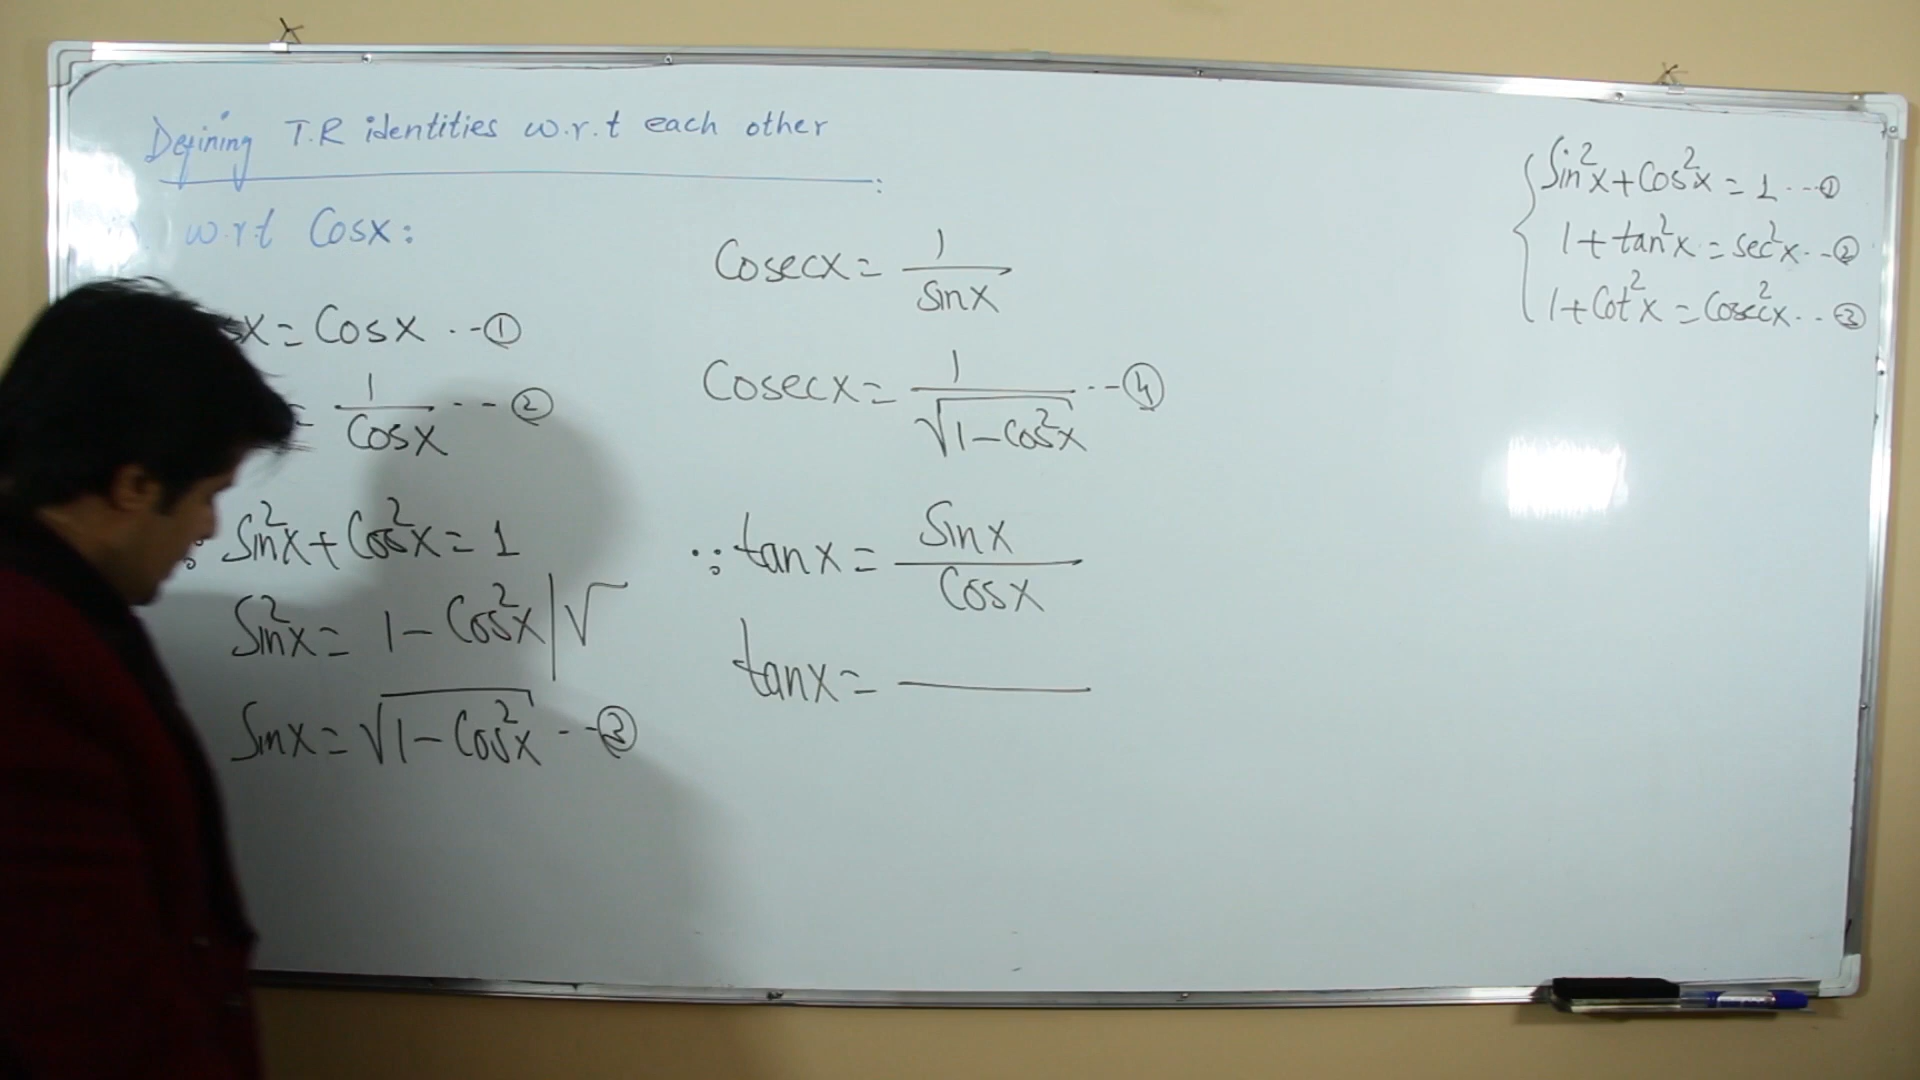 Defining T.R identities w.r.t each other :
w.r.t Cosx :
x = Cosx ---①
= 1/Cosx ---②
∵ Sin²x + Cos²x = 1
Sin²x = 1 - Cos²x | √
Sinx = √1 - Cos²x ---③
Cosecx = 1/Sinx
Cosecx = 1/√1 - Cos²x ---④
∵ tanx = Sinx/Cosx
tanx =
Sin²x + Cos²x = 1 ---①
1 + tan²x = sec²x ---②
1 + Cot²x = Cosec²x ---③